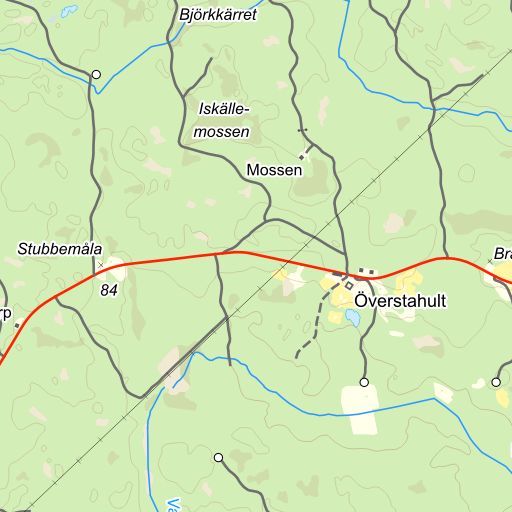 Björkkärret
Iskälle-
mossen
Mossen
Stubbemåla
84
Överstahult